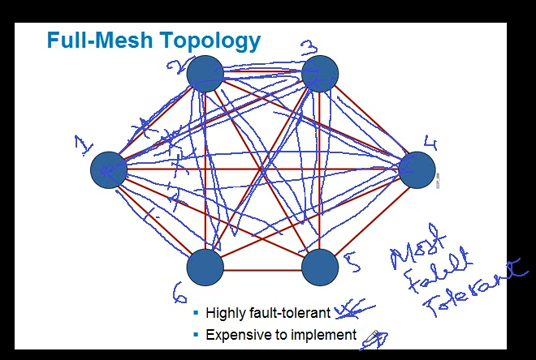 Full-Mesh Topology
2
3
1
4
5
6
Most
Fault
Tolerant
• Highly fault-tolerant
• Expensive to implement